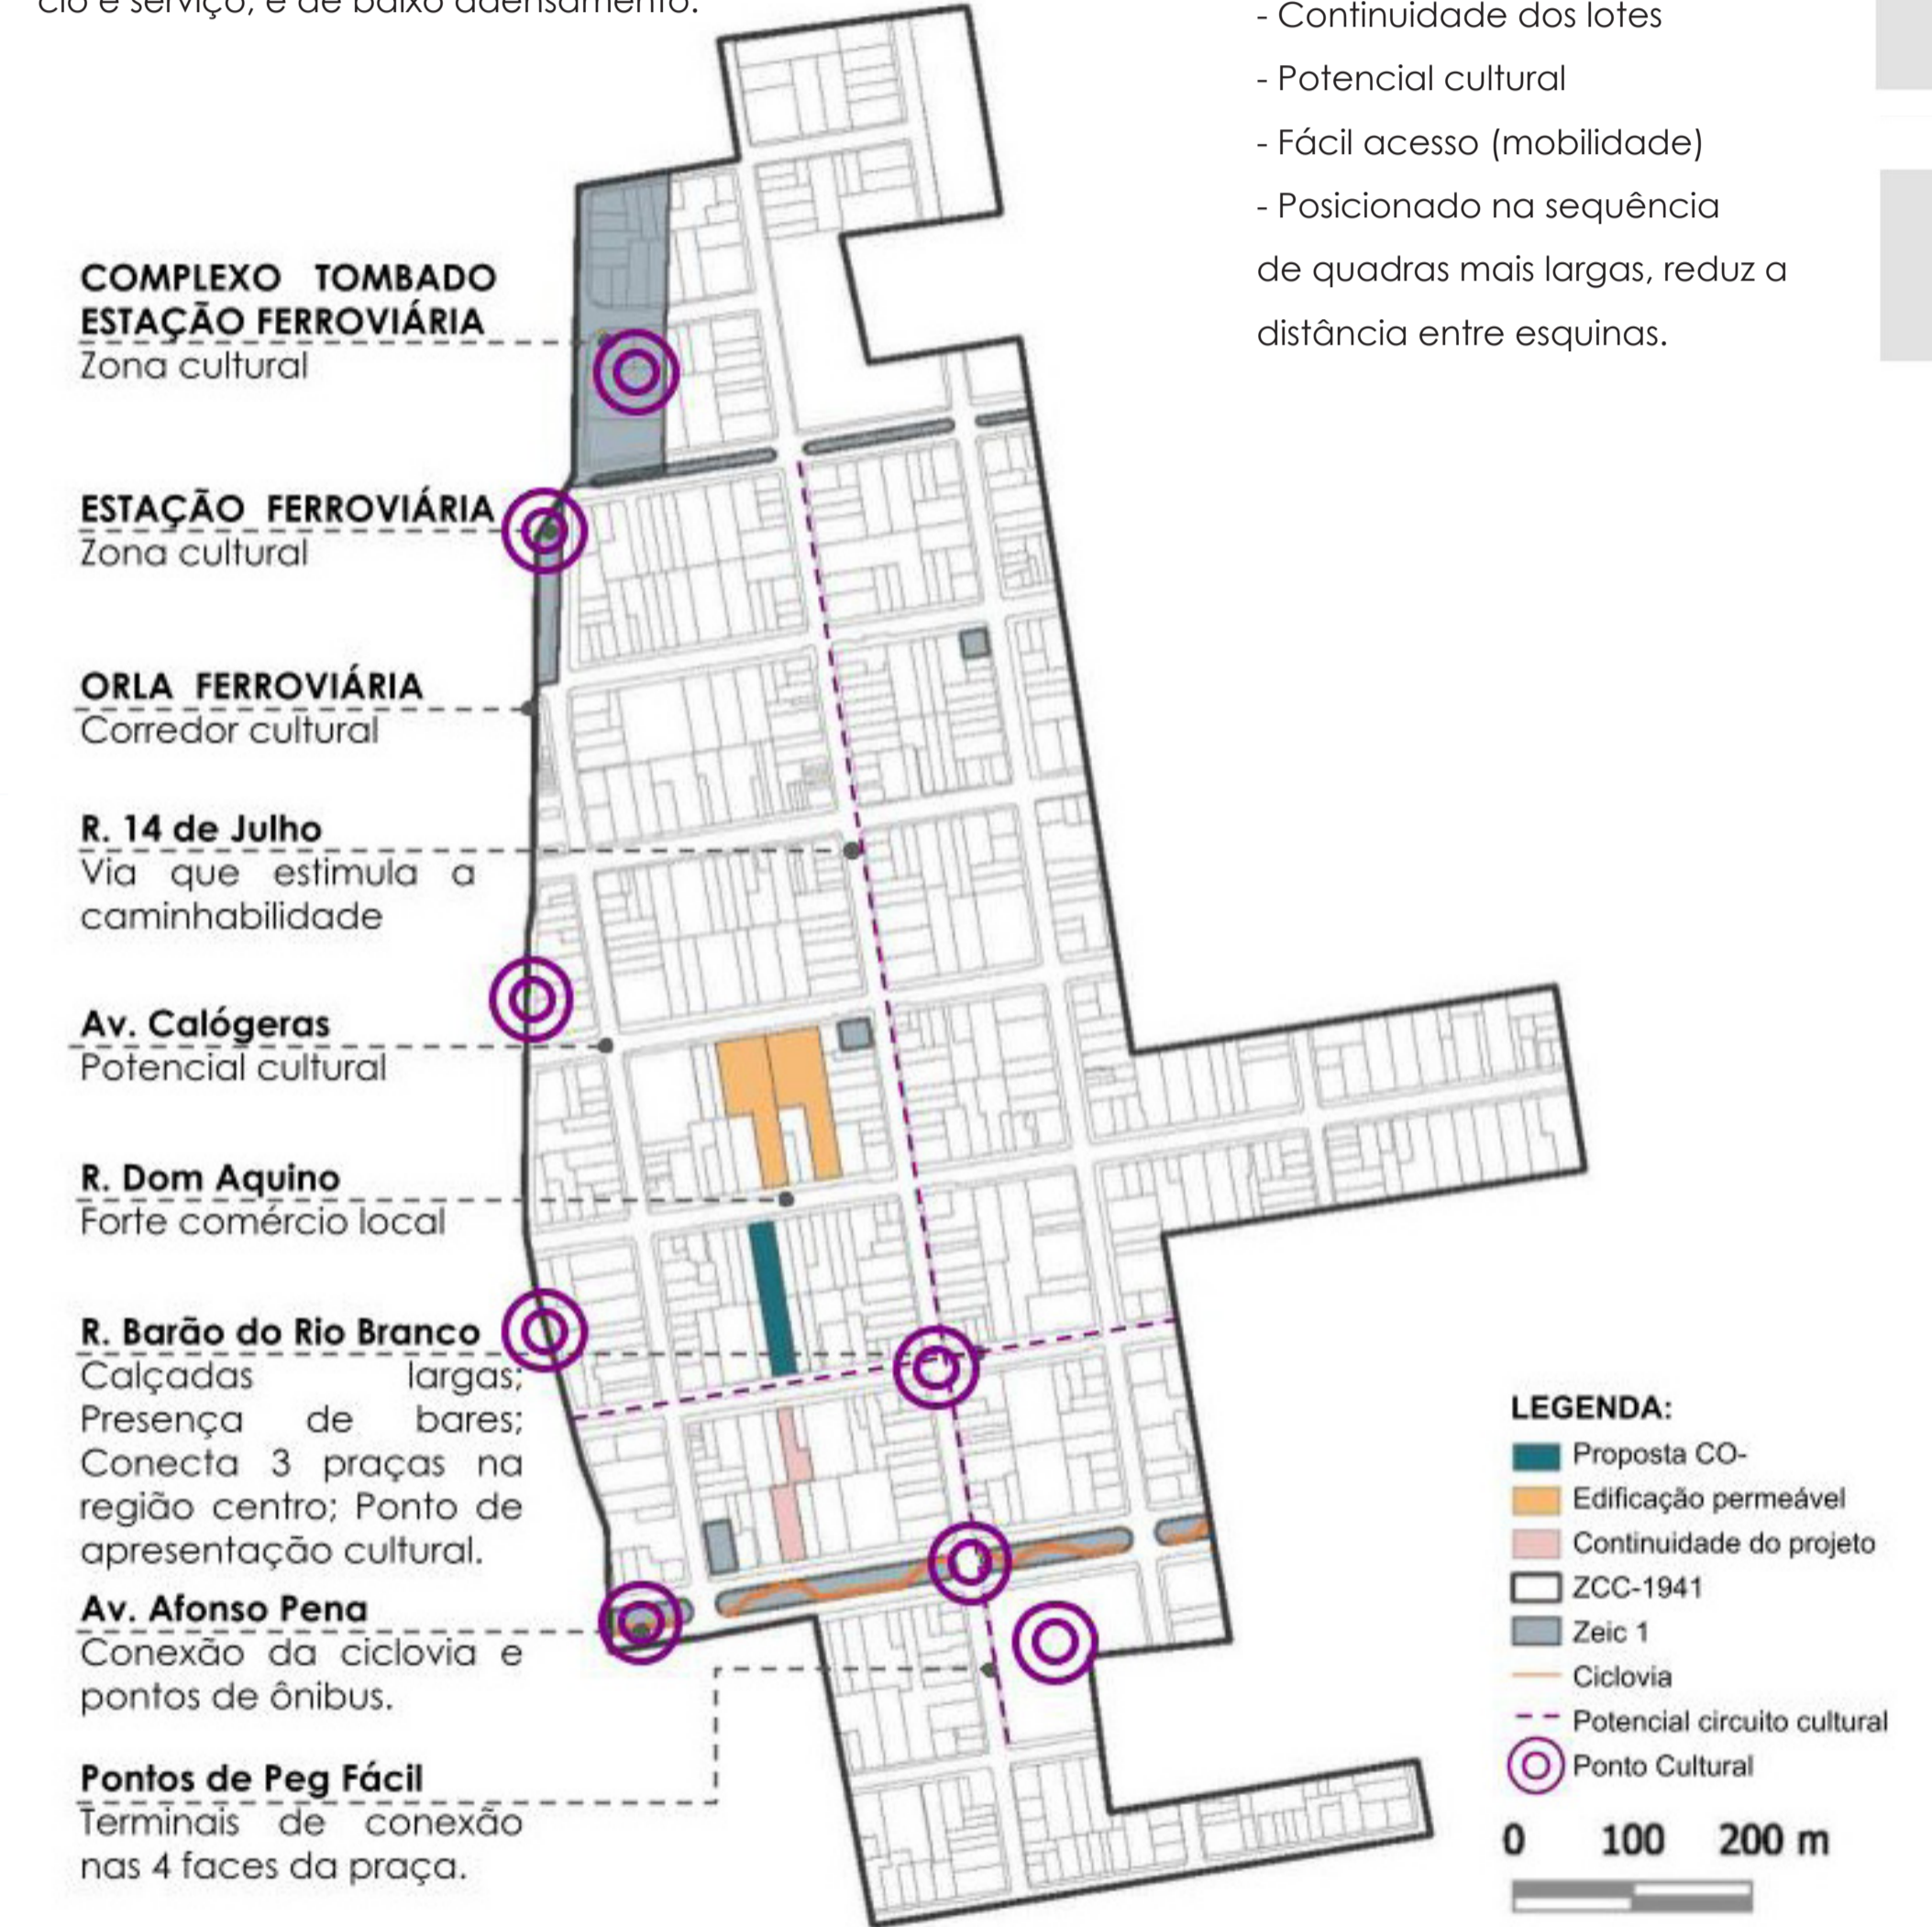 cio e serviço, e de baixo adensamento.
- Continuidade dos lotes
- Potencial cultural
- Fácil acesso (mobilidade)
- Posicionado na sequência
de quadras mais largas, reduz a
distância entre esquinas.
COMPLEXO TOMBADO
ESTAÇÃO FERROVIÁRIA
Zona cultural
ESTAÇÃO FERROVIÁRIA
Zona cultural
ORLA FERROVIÁRIA
Corredor cultural
R. 14 de Julho
Via que estimula a
caminhabilidade
Av. Calógeras
Potencial cultural
R. Dom Aquino
Forte comércio local
R. Barão do Rio Branco
Calçadas largas;
Presença de bares;
Conecta 3 praças na
região centro; Ponto de
apresentação cultural.
Av. Afonso Pena
Conexão da ciclovia e
pontos de ônibus.
Pontos de Peg Fácil
Terminais de conexão
nas 4 faces da praça.
LEGENDA:
Proposta CO-
Edificação permeável
Continuidade do projeto
ZCC-1941
Zeic 1
Ciclovia
Potencial circuito cultural
Ponto Cultural
0 100 200 m